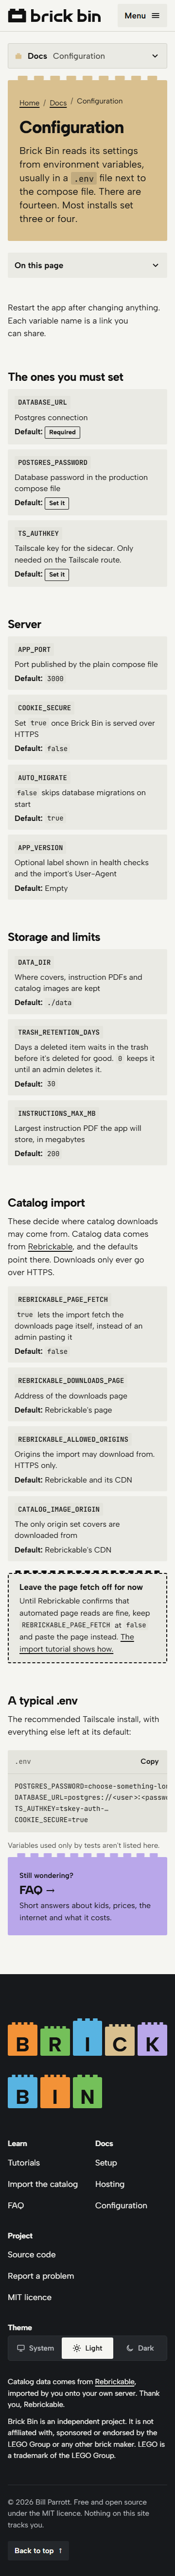 brick bin
Menu
Docs Configuration
Home / Docs / Configuration
Configuration
Brick Bin reads its settings
from environment variables,
usually in a .env file next to
the compose file. There are
fourteen. Most installs set
three or four.
On this page
Restart the app after changing anything.
Each variable name is a link you
can share.
The ones you must set
DATABASE_URL
Postgres connection
Default: Required
POSTGRES_PASSWORD
Database password in the production
compose file
Default: Set it
TS_AUTHKEY
Tailscale key for the sidecar. Only
needed on the Tailscale route.
Default: Set it
Server
APP_PORT
Port published by the plain compose file
Default: 3000
COOKIE_SECURE
Set true once Brick Bin is served over
HTTPS
Default: false
AUTO_MIGRATE
false skips database migrations on
start
Default: true
APP_VERSION
Optional label shown in health checks
and the import's User-Agent
Default: Empty
Storage and limits
DATA_DIR
Where covers, instruction PDFs and
catalog images are kept
Default: ./data
TRASH_RETENTION_DAYS
Days a deleted item waits in the trash
before it's deleted for good. 0 keeps it
until an admin deletes it.
Default: 30
INSTRUCTIONS_MAX_MB
Largest instruction PDF the app will
store, in megabytes
Default: 200
Catalog import
These decide where catalog downloads
may come from. Catalog data comes
from Rebrickable, and the defaults
point there. Downloads only ever go
over HTTPS.
REBRICKABLE_PAGE_FETCH
true lets the import fetch the
downloads page itself, instead of an
admin pasting it
Default: false
REBRICKABLE_DOWNLOADS_PAGE
Address of the downloads page
Default: Rebrickable's page
REBRICKABLE_ALLOWED_ORIGINS
Origins the import may download from.
HTTPS only.
Default: Rebrickable and its CDN
CATALOG_IMAGE_ORIGIN
The only origin set covers are
downloaded from
Default: Rebrickable's CDN
Leave the page fetch off for now
Until Rebrickable confirms that
automated page reads are fine, keep
REBRICKABLE_PAGE_FETCH at false
and paste the page instead. The
import tutorial shows how.
A typical .env
The recommended Tailscale install, with
everything else left at its default:
.env Copy
POSTGRES_PASSWORD=choose-something-lon
DATABASE_URL=postgres://<user>:<passwo
TS_AUTHKEY=tskey-auth-…
COOKIE_SECURE=true
Variables used only by tests aren't listed here.
Still wondering?
FAQ →
Short answers about kids, prices, the
internet and what it costs.
BRICK
BIN
Learn
Tutorials
Import the catalog
FAQ
Docs
Setup
Hosting
Configuration
Project
Source code
Report a problem
MIT licence
Theme
System Light Dark
Catalog data comes from Rebrickable,
imported by you onto your own server. Thank
you, Rebrickable.
Brick Bin is an independent project. It is not
affiliated with, sponsored or endorsed by the
LEGO Group or any other brick maker. LEGO is
a trademark of the LEGO Group.
© 2026 Bill Parrott. Free and open source
under the MIT licence. Nothing on this site
tracks you.
Back to top ↑